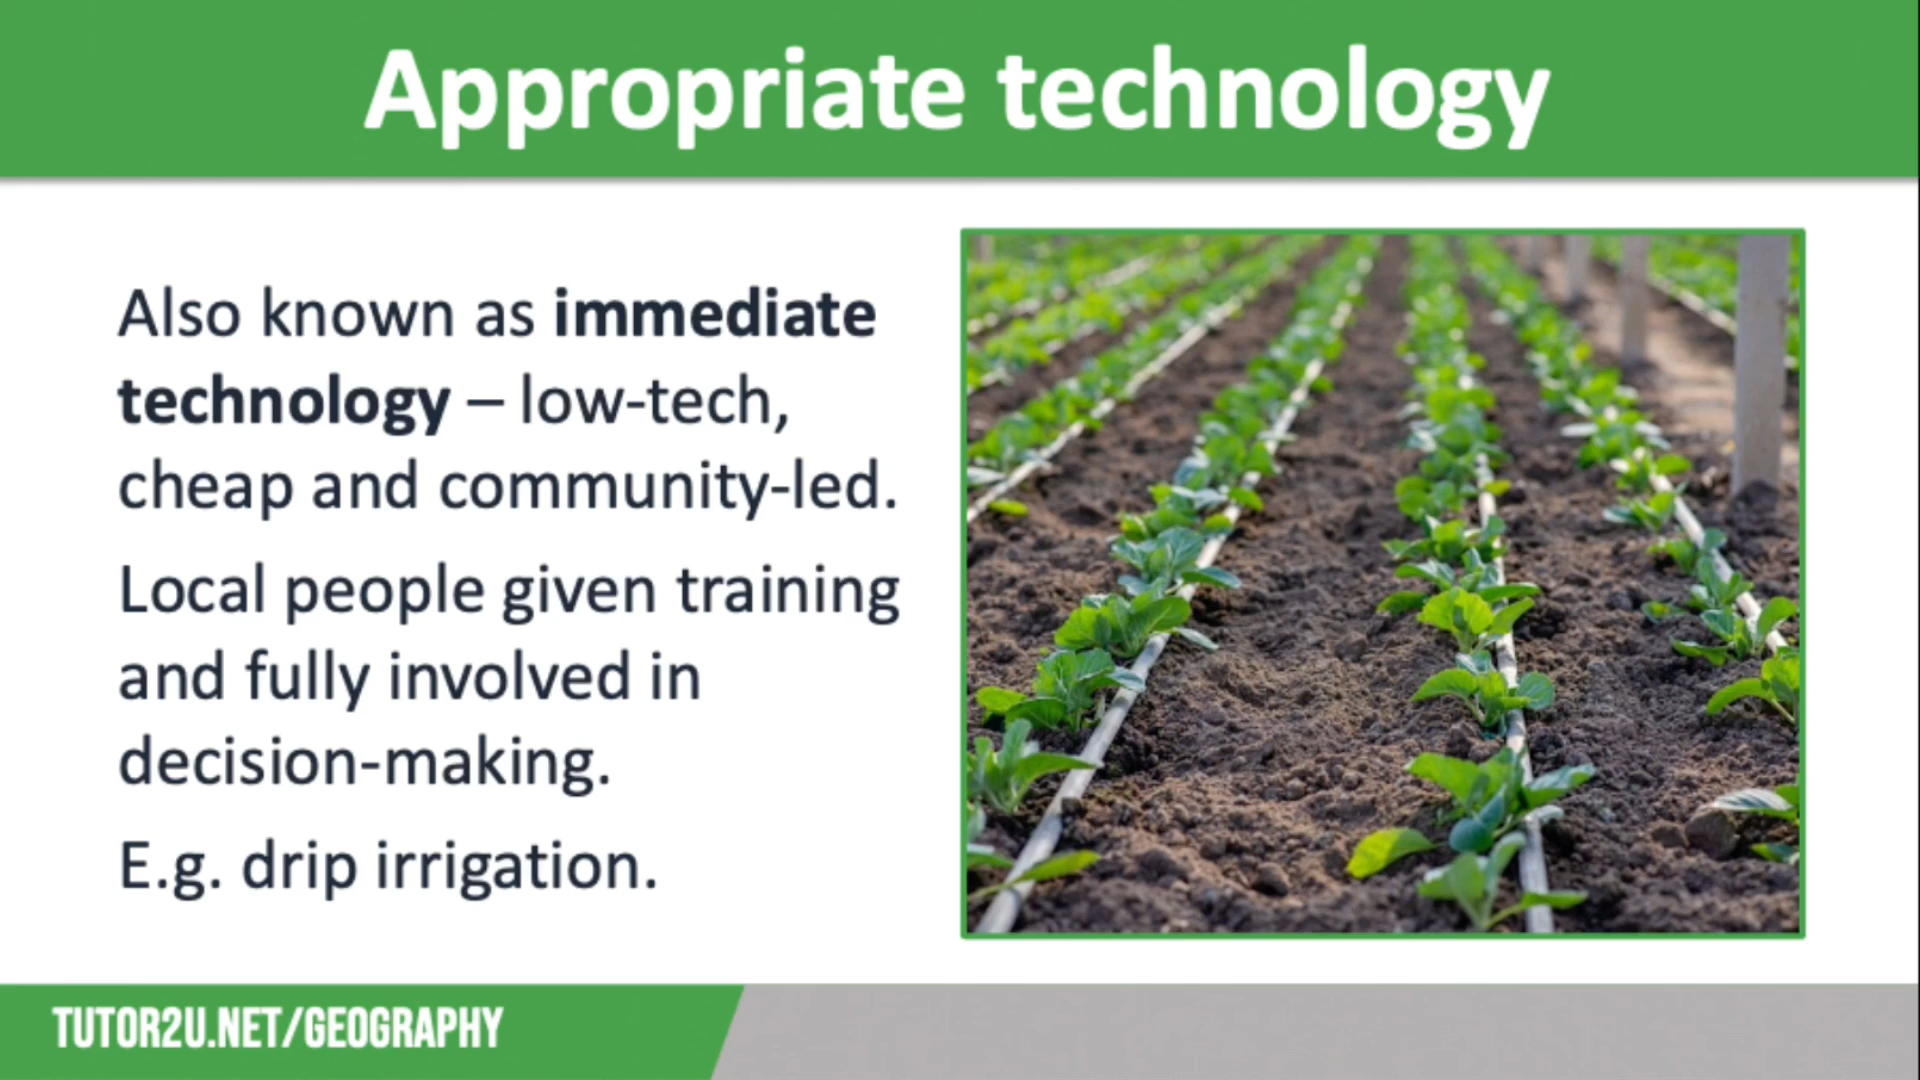 Appropriate technology
Also known as immediate
technology – low-tech,
cheap and community-led.
Local people given training
and fully involved in
decision-making.
E.g. drip irrigation.
TUTOR2U.NET/GEOGRAPHY